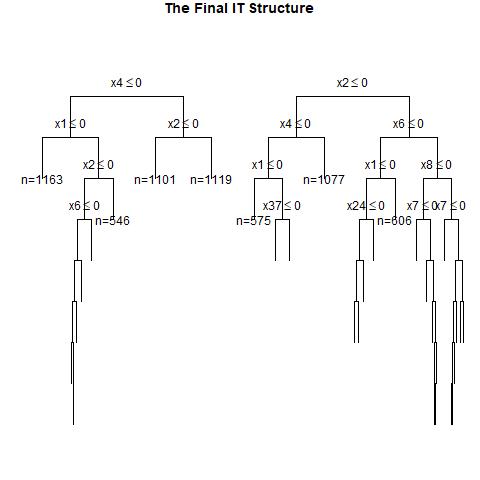 The Final IT Structure
x4 ≤ 0
x2 ≤ 0
x1 ≤ 0
x2 ≤ 0
x4 ≤ 0
x6 ≤ 0
x2 ≤ 0
x1 ≤ 0
x1 ≤ 0
x8 ≤ 0
n=1163
n=1101
n=1119
n=1077
x6 ≤ 0
x37 ≤ 0
x24 ≤ 0
x7 ≤ 0
x7 ≤ 0
n=546
n=575
n=606